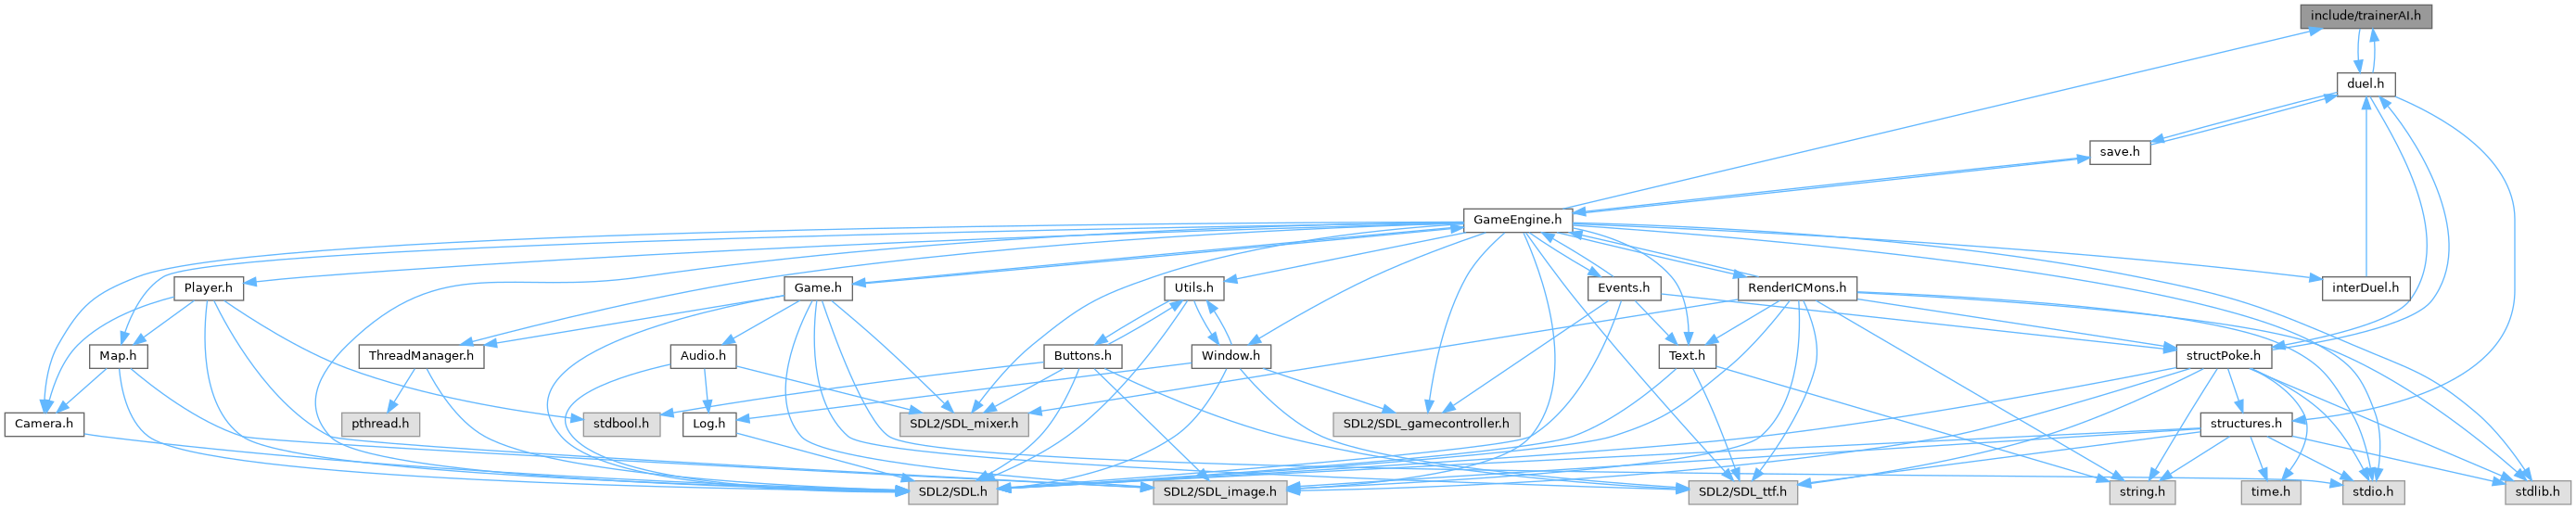 include/trainerAI.h
duel.h
save.h
GameEngine.h
Player.h
Game.h
Utils.h
Events.h
RenderICMons.h
interDuel.h
Map.h
ThreadManager.h
Audio.h
Buttons.h
Window.h
Text.h
structPoke.h
Camera.h
pthread.h
stdbool.h
Log.h
SDL2/SDL_mixer.h
SDL2/SDL_gamecontroller.h
structures.h
SDL2/SDL.h
SDL2/SDL_image.h
SDL2/SDL_ttf.h
string.h
time.h
stdio.h
stdlib.h